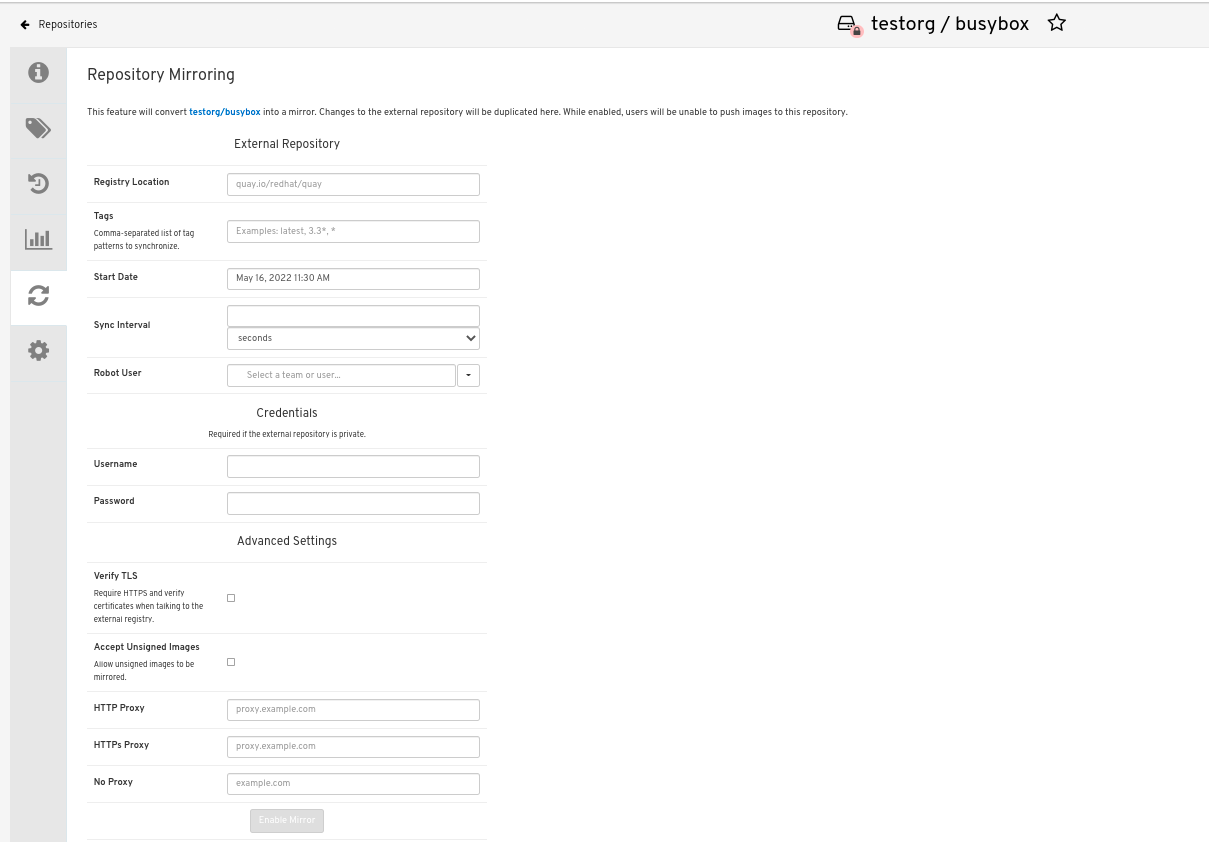 Repositories
testorg / busybox
Repository Mirroring
This feature will convert testorg/busybox into a mirror. Changes to the external repository will be duplicated here. While enabled, users will be unable to push images to this repository.
External Repository
Registry Location
quay.io/redhat/quay
Tags
Comma-separated list of tag
patterns to synchronize.
Examples: latest, 3.3*, *
Start Date
May 16, 2022 11:30 AM
Sync Interval
seconds
Robot User
Select a team or user...
Credentials
Required if the external repository is private.
Username
Password
Advanced Settings
Verify TLS
Require HTTPS and verify
certificates when talking to the
external registry.
Accept Unsigned Images
Allow unsigned images to be
mirrored.
HTTP Proxy
proxy.example.com
HTTPs Proxy
proxy.example.com
No Proxy
example.com
Enable Mirror